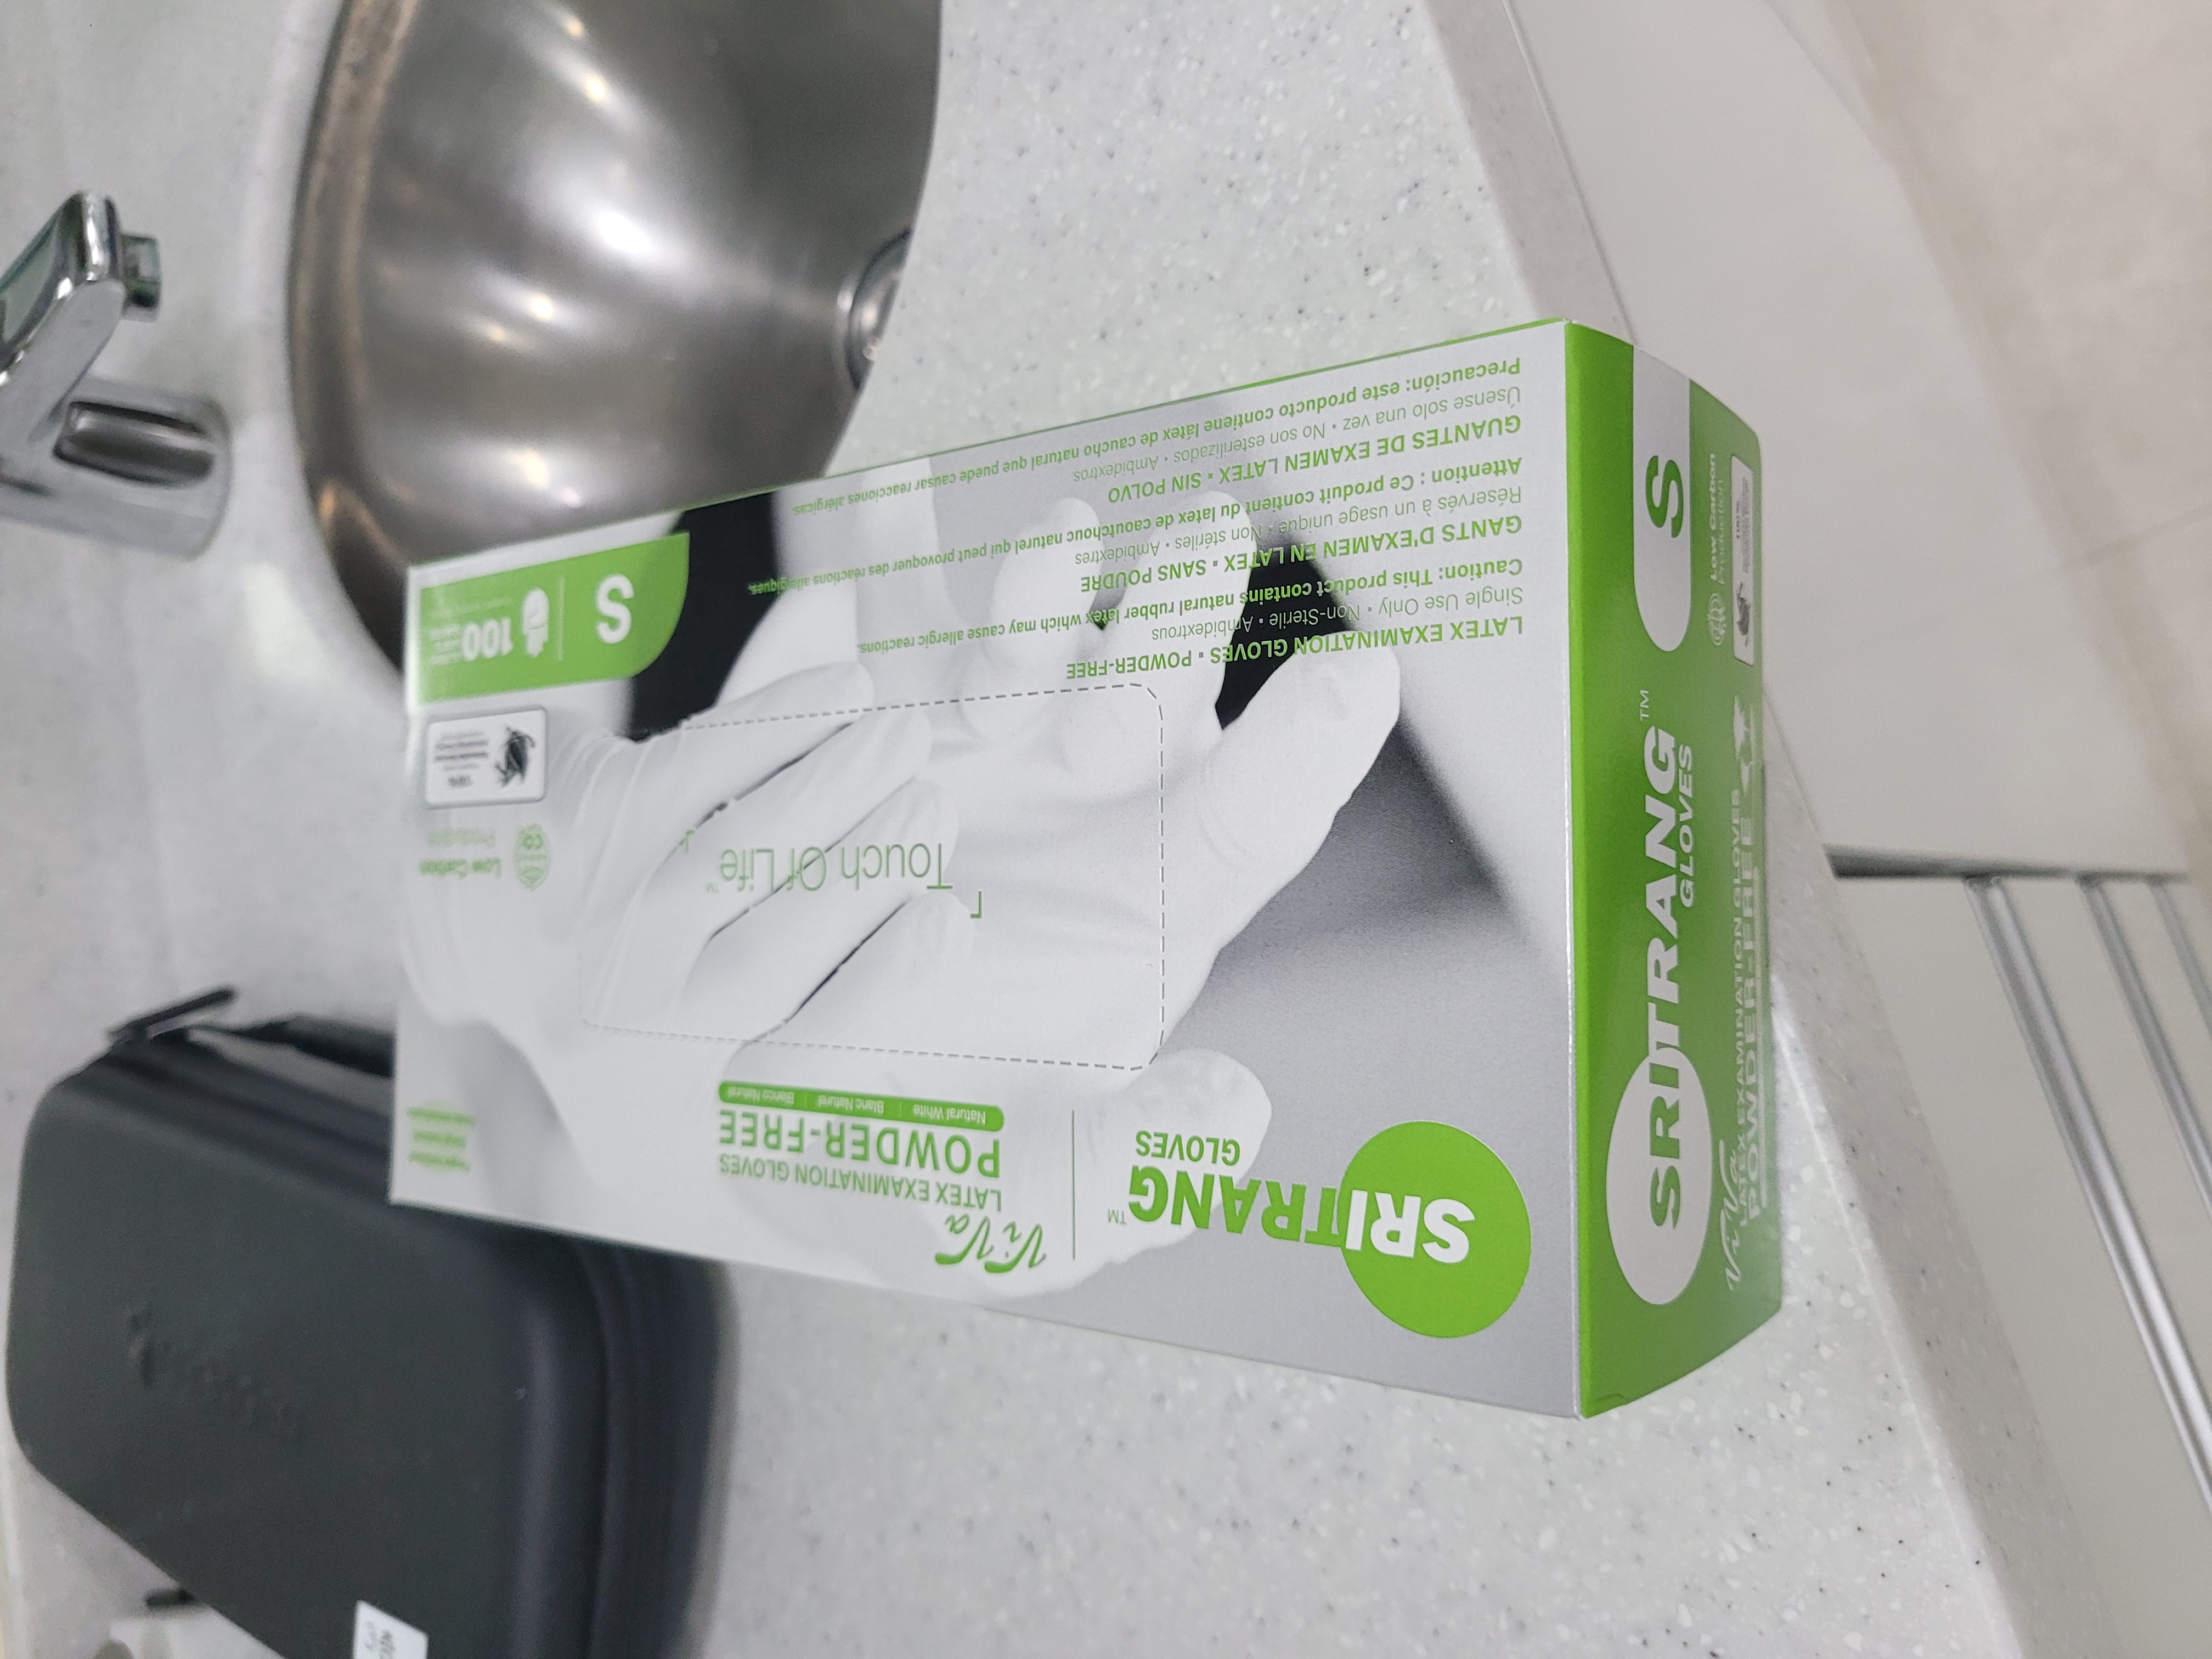 SRITRANG™
GLOVES
ViVa
LATEX EXAMINATION GLOVES
POWDER-FREE
Natural White | Blanc Naturel | Blanco Natural
Touch Of Life™
Low Carbon
Production
CO₂
100%
S | 100
LATEX EXAMINATION GLOVES ▪ POWDER-FREE
Single Use Only ▪ Non-Sterile ▪ Ambidextrous
Caution: This product contains natural rubber latex which may cause allergic reactions.
GANTS D'EXAMEN EN LATEX ▪ SANS POUDRE
Réservés à un usage unique ▪ Non stériles ▪ Ambidextres
Attention : Ce produit contient du latex de caoutchouc naturel qui peut provoquer des réactions allergiques.
GUANTES DE EXAMEN LATEX ▪ SIN POLVO
Úsense solo una vez ▪ No son esterilizados ▪ Ambidextros
Precaución: este producto contiene látex de caucho natural que puede causar reacciones alérgicas.
SRITRANG™
GLOVES
S
ViVa
LATEX EXAMINATION GLOVES
POWDER-FREE
Low Carbon
Production
100%